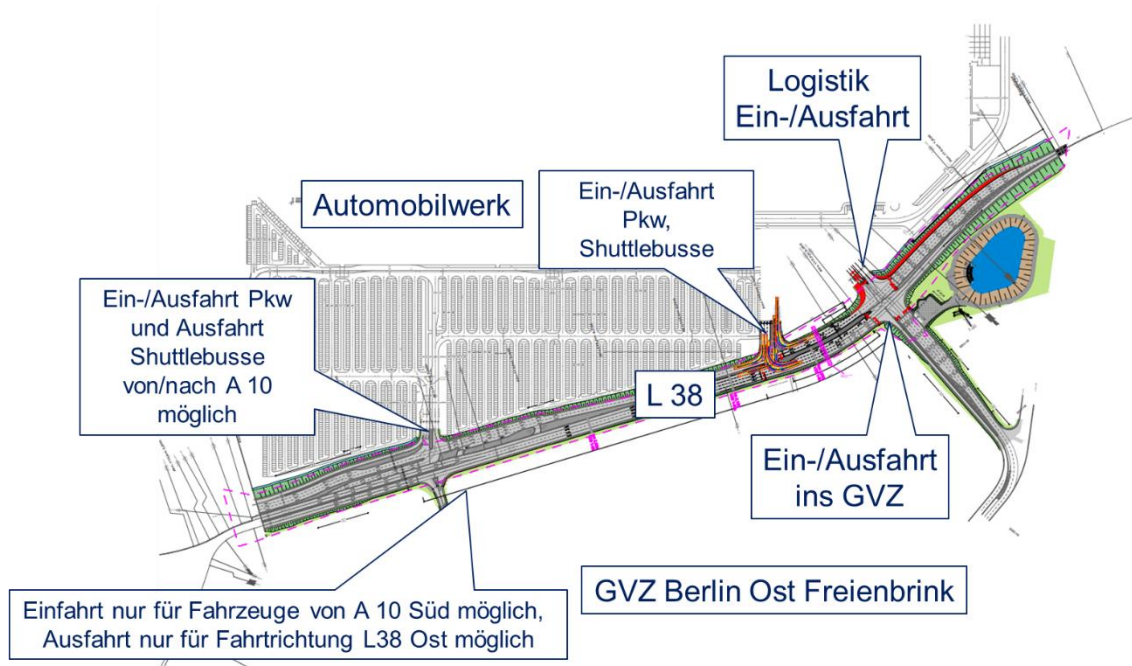 Logistik
Ein-/Ausfahrt
Automobilwerk
Ein-/Ausfahrt
Pkw,
Shuttlebusse
Ein-/Ausfahrt Pkw
und Ausfahrt
Shuttlebusse
von/nach A 10
möglich
L 38
Ein-/Ausfahrt
ins GVZ
GVZ Berlin Ost Freienbrink
Einfahrt nur für Fahrzeuge von A 10 Süd möglich,
Ausfahrt nur für Fahrtrichtung L38 Ost möglich